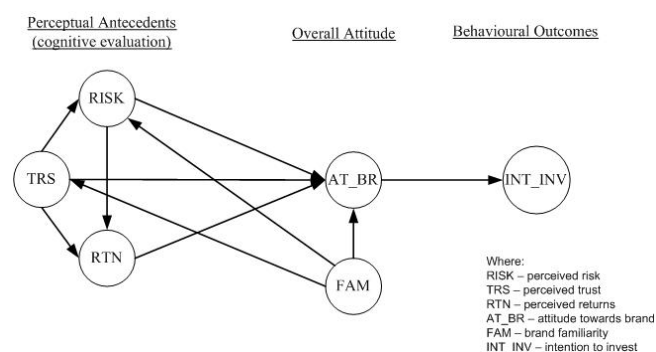 Perceptual Antecedents
(cognitive evaluation)
Overall Attitude
Behavioural Outcomes
RISK
TRS
AT_BR
INT_INV
RTN
FAM
Where:
RISK – perceived risk
TRS – perceived trust
RTN – perceived returns
AT_BR – attitude towards brand
FAM – brand familiarity
INT_INV – intention to invest